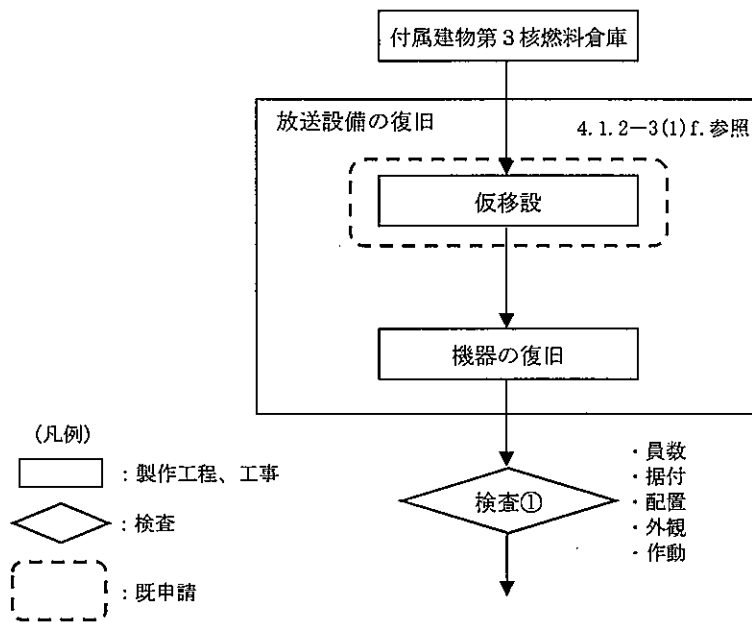 付属建物第3核燃料倉庫
放送設備の復旧
4.1.2-3(1)f.参照
仮移設
機器の復旧
検査①
・員数
・据付
・配置
・外観
・作動
(凡例)
：製作工程、工事
：検査
：既申請